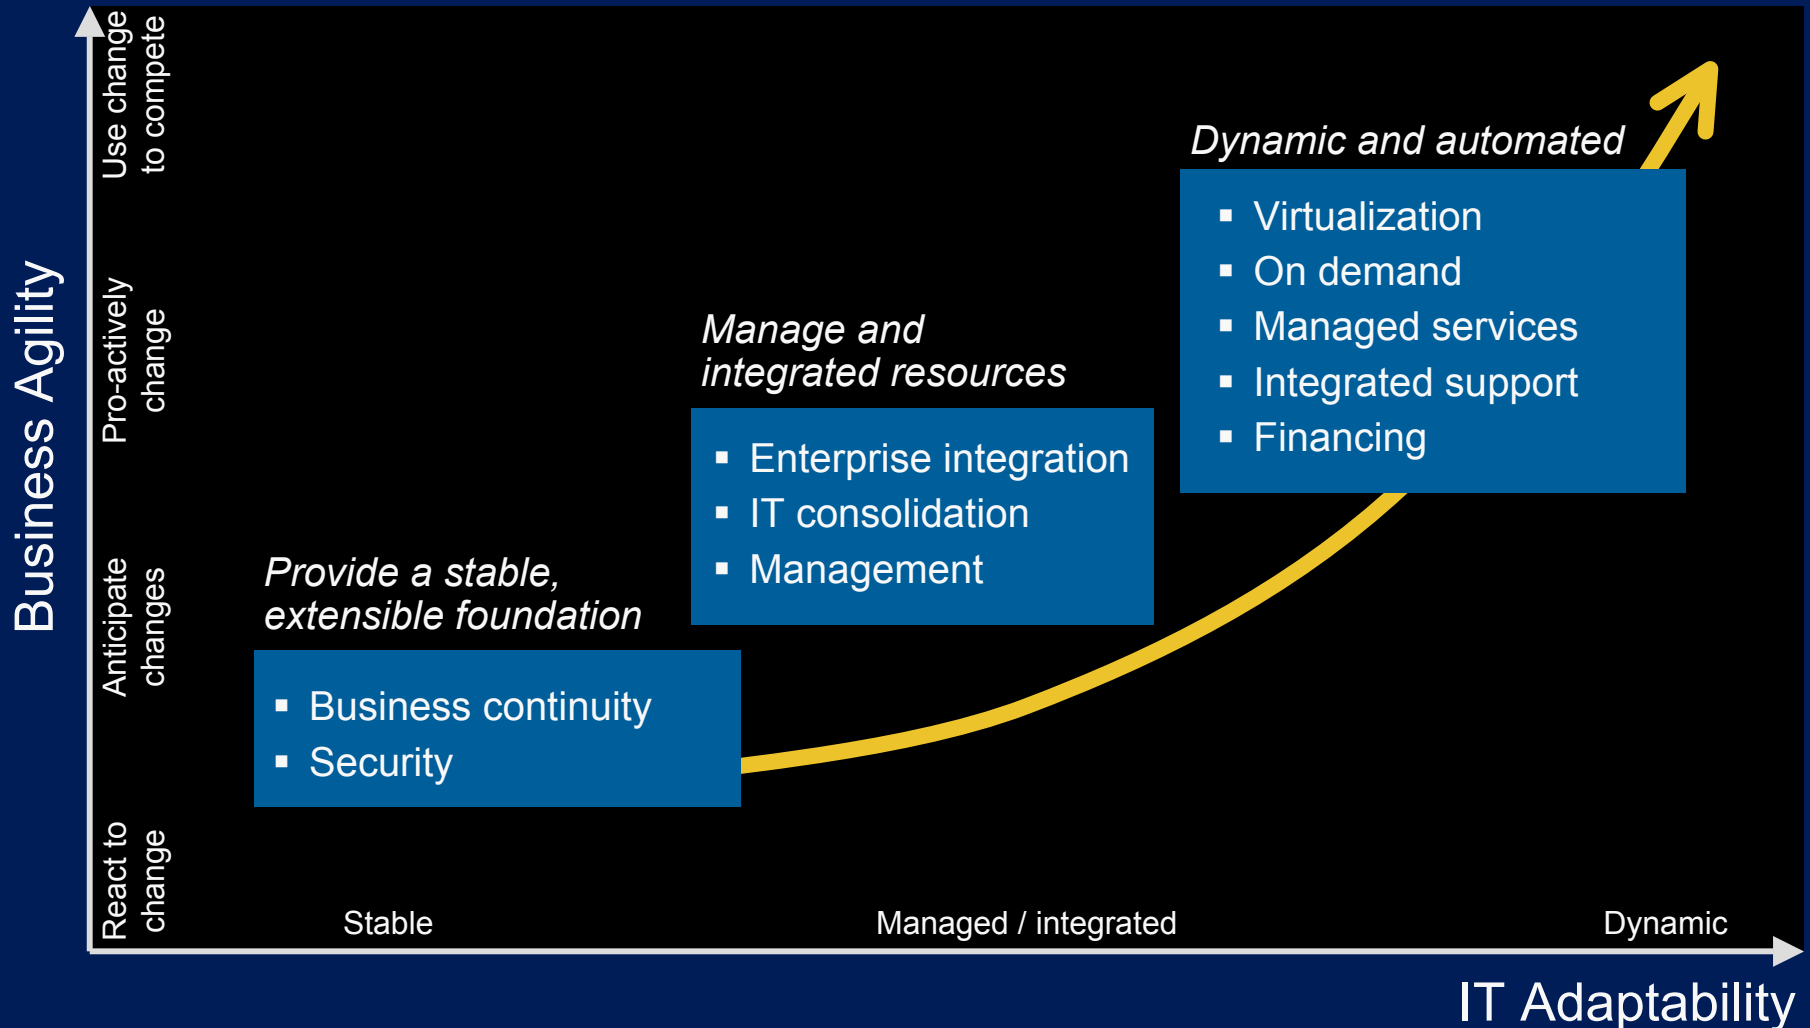 Business Agility
Use change
to compete
Pro-actively
change
Anticipate
changes
React to
change
Dynamic and automated
▪ Virtualization
▪ On demand
▪ Managed services
▪ Integrated support
▪ Financing
Manage and
integrated resources
▪ Enterprise integration
▪ IT consolidation
▪ Management
Provide a stable,
extensible foundation
▪ Business continuity
▪ Security
Stable
Managed / integrated
Dynamic
IT Adaptability